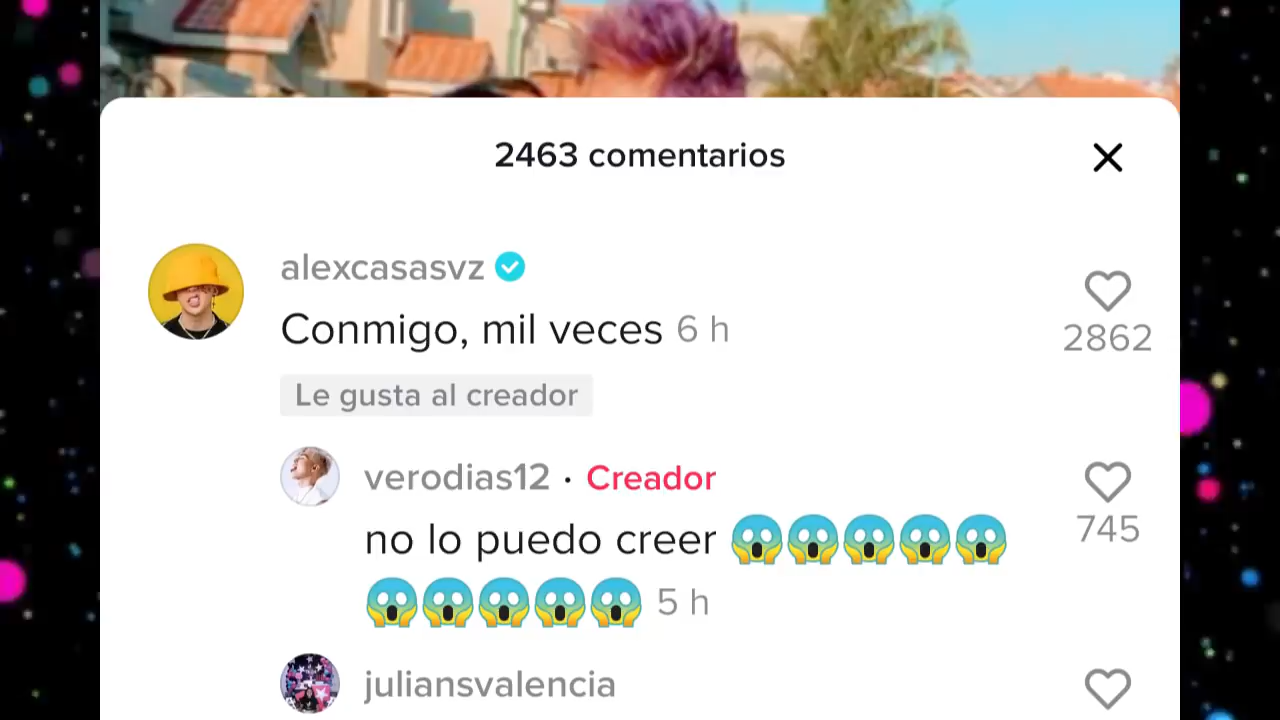 2463 comentarios
alexcasasvz
Conmigo, mil veces 6 h
2862
Le gusta al creador
verodias12 · Creador
no lo puedo creer 😱😱😱😱😱
😱😱😱😱😱 5 h
745
juliansvalencia